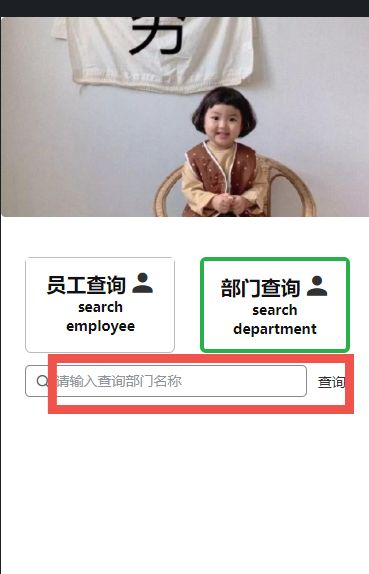 员工查询
search
employee
部门查询
search
department
请输入查询部门名称
查询